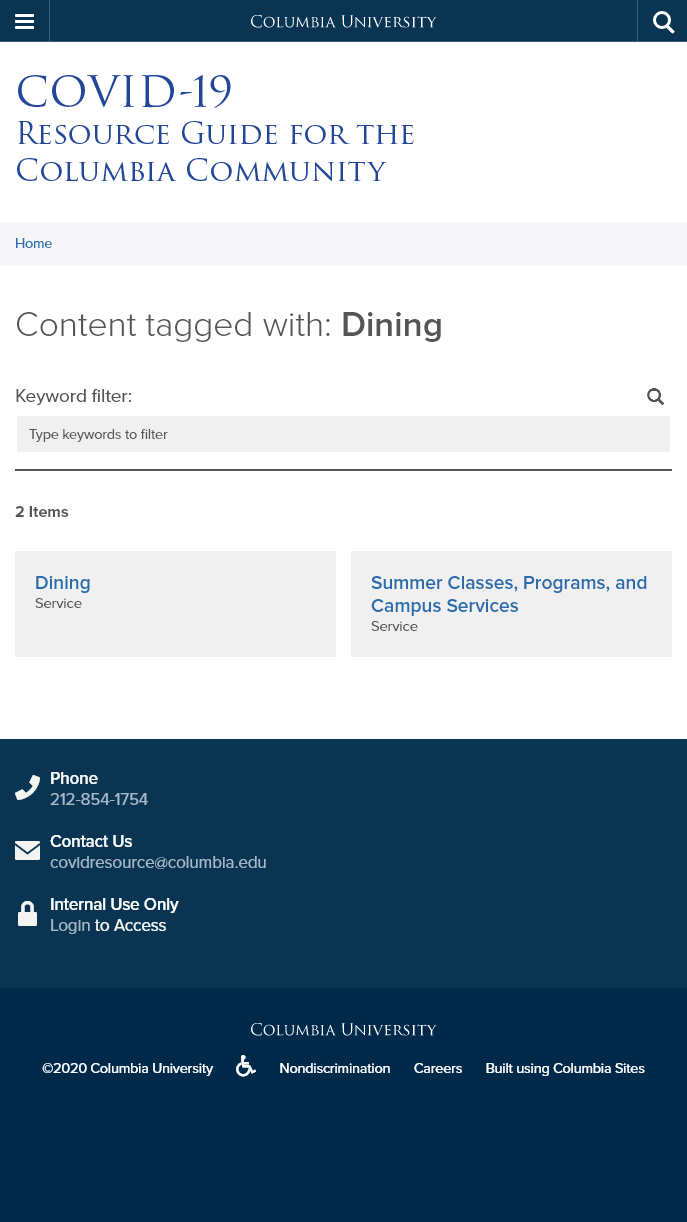 Columbia University
COVID-19
Resource Guide for the
Columbia Community
Home
Content tagged with: Dining
Keyword filter:
Type keywords to filter
2 Items
Dining
Service
Summer Classes, Programs, and
Campus Services
Service
Phone
212-854-1754
Contact Us
covidresource@columbia.edu
Internal Use Only
Login to Access
Columbia University
©2020 Columbia University Nondiscrimination Careers Built using Columbia Sites